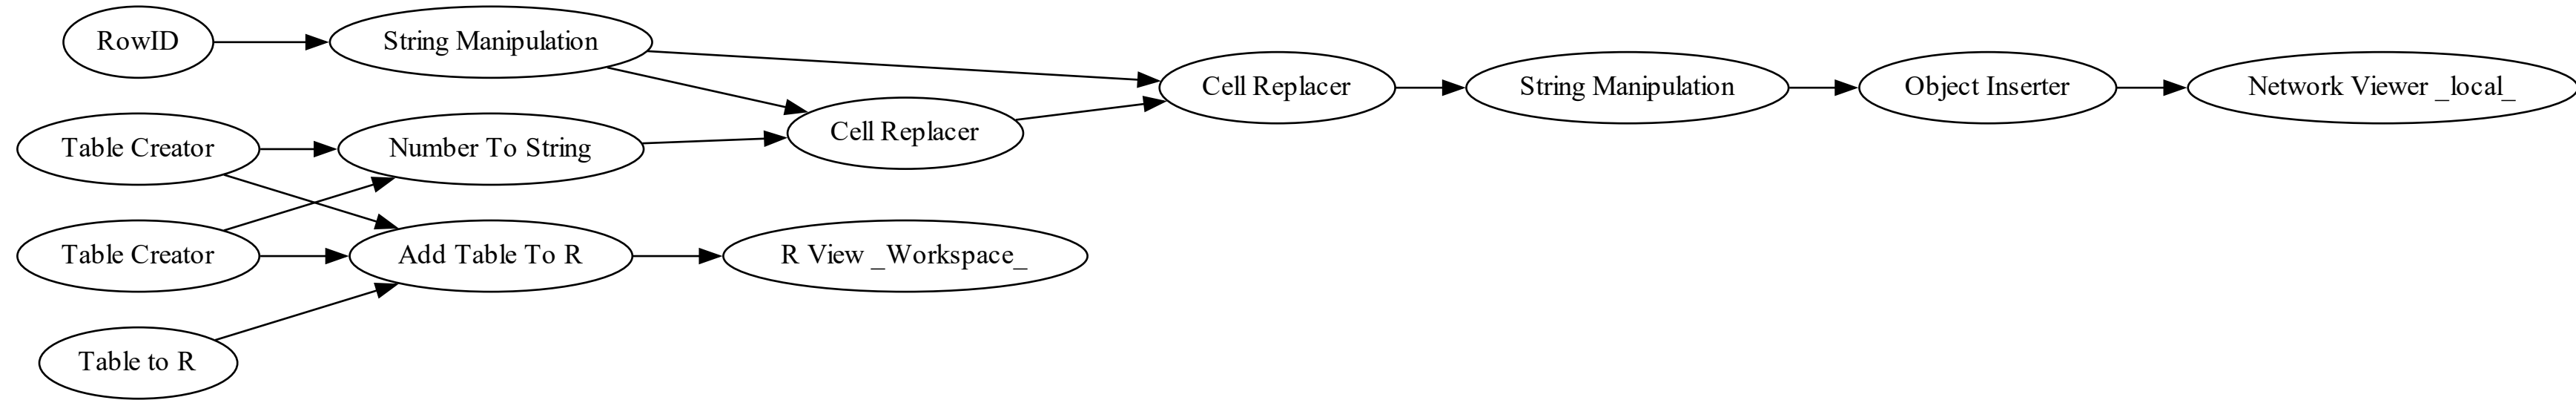 RowID
String Manipulation
Table Creator
Number To String
Cell Replacer
Cell Replacer
String Manipulation
Object Inserter
Network Viewer _local_
Table Creator
Add Table To R
R View _Workspace_
Table to R